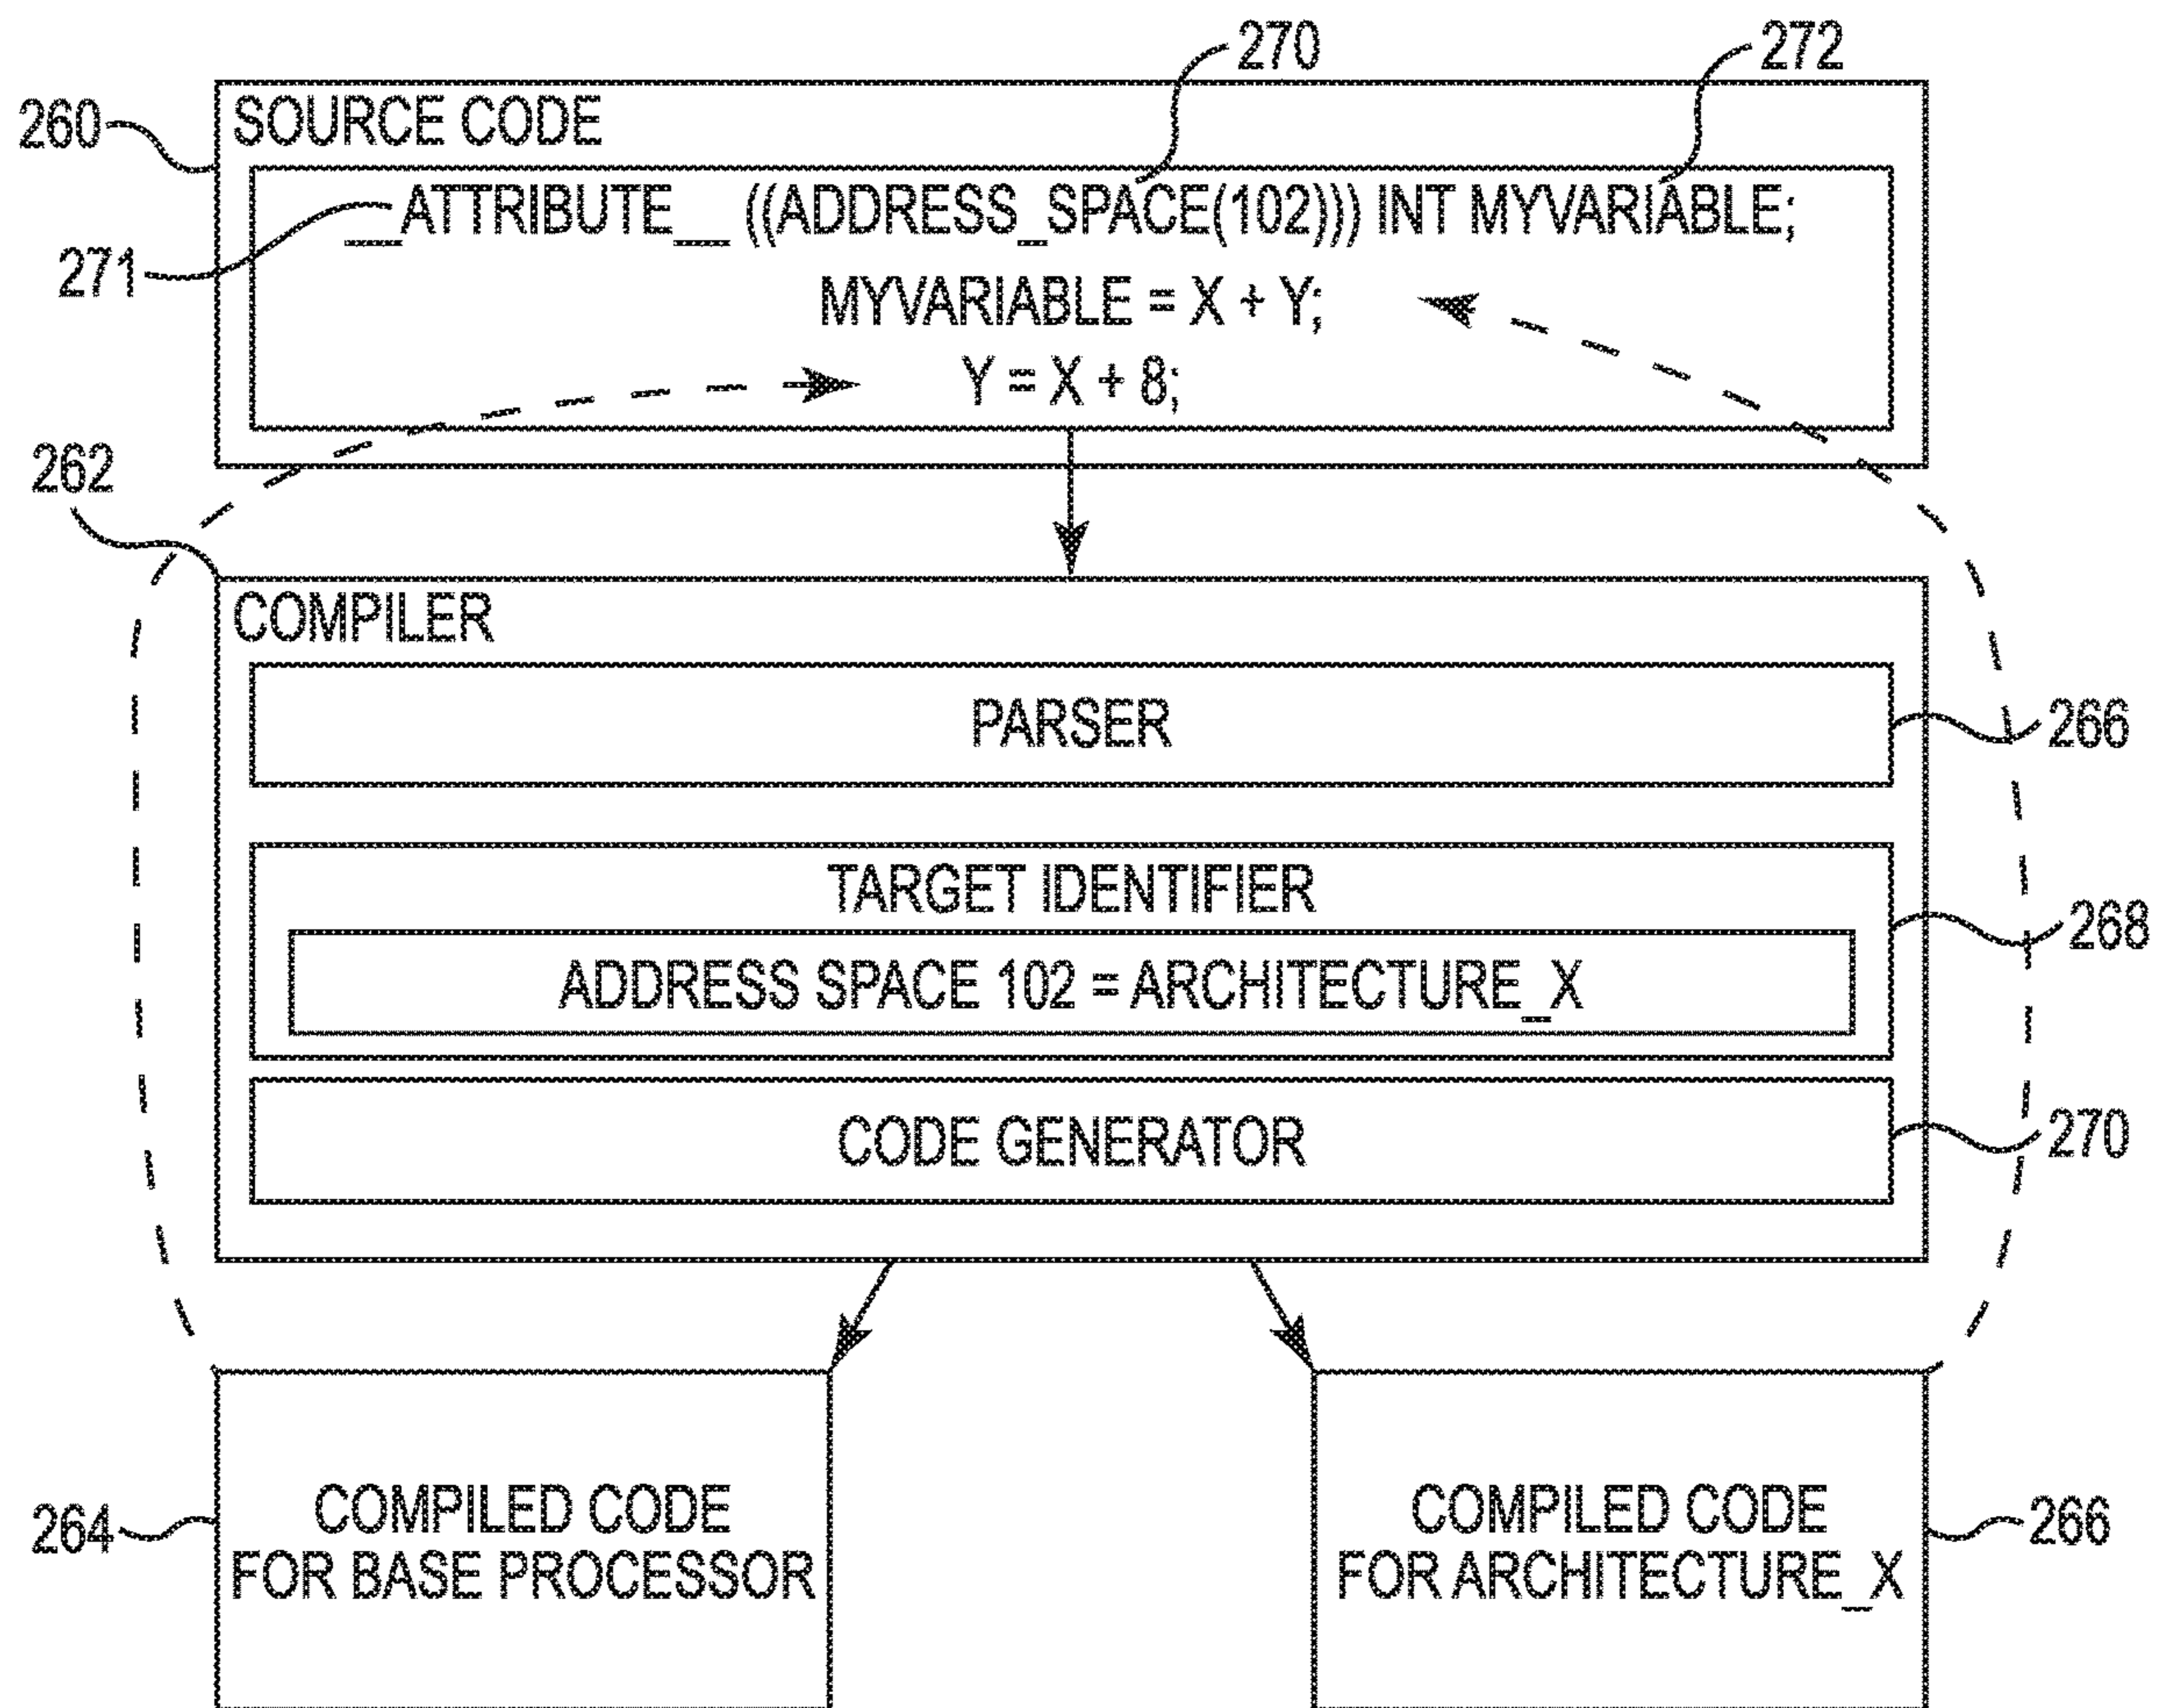 270
272
260
SOURCE CODE
__ATTRIBUTE__ ((ADDRESS_SPACE(102))) INT MYVARIABLE;
271
MYVARIABLE = X + Y;
Y = X + 8;
262
COMPILER
PARSER
266
TARGET IDENTIFIER
268
ADDRESS SPACE 102 = ARCHITECTURE_X
CODE GENERATOR
270
264
COMPILED CODE
FOR BASE PROCESSOR
COMPILED CODE
FOR ARCHITECTURE_X
266